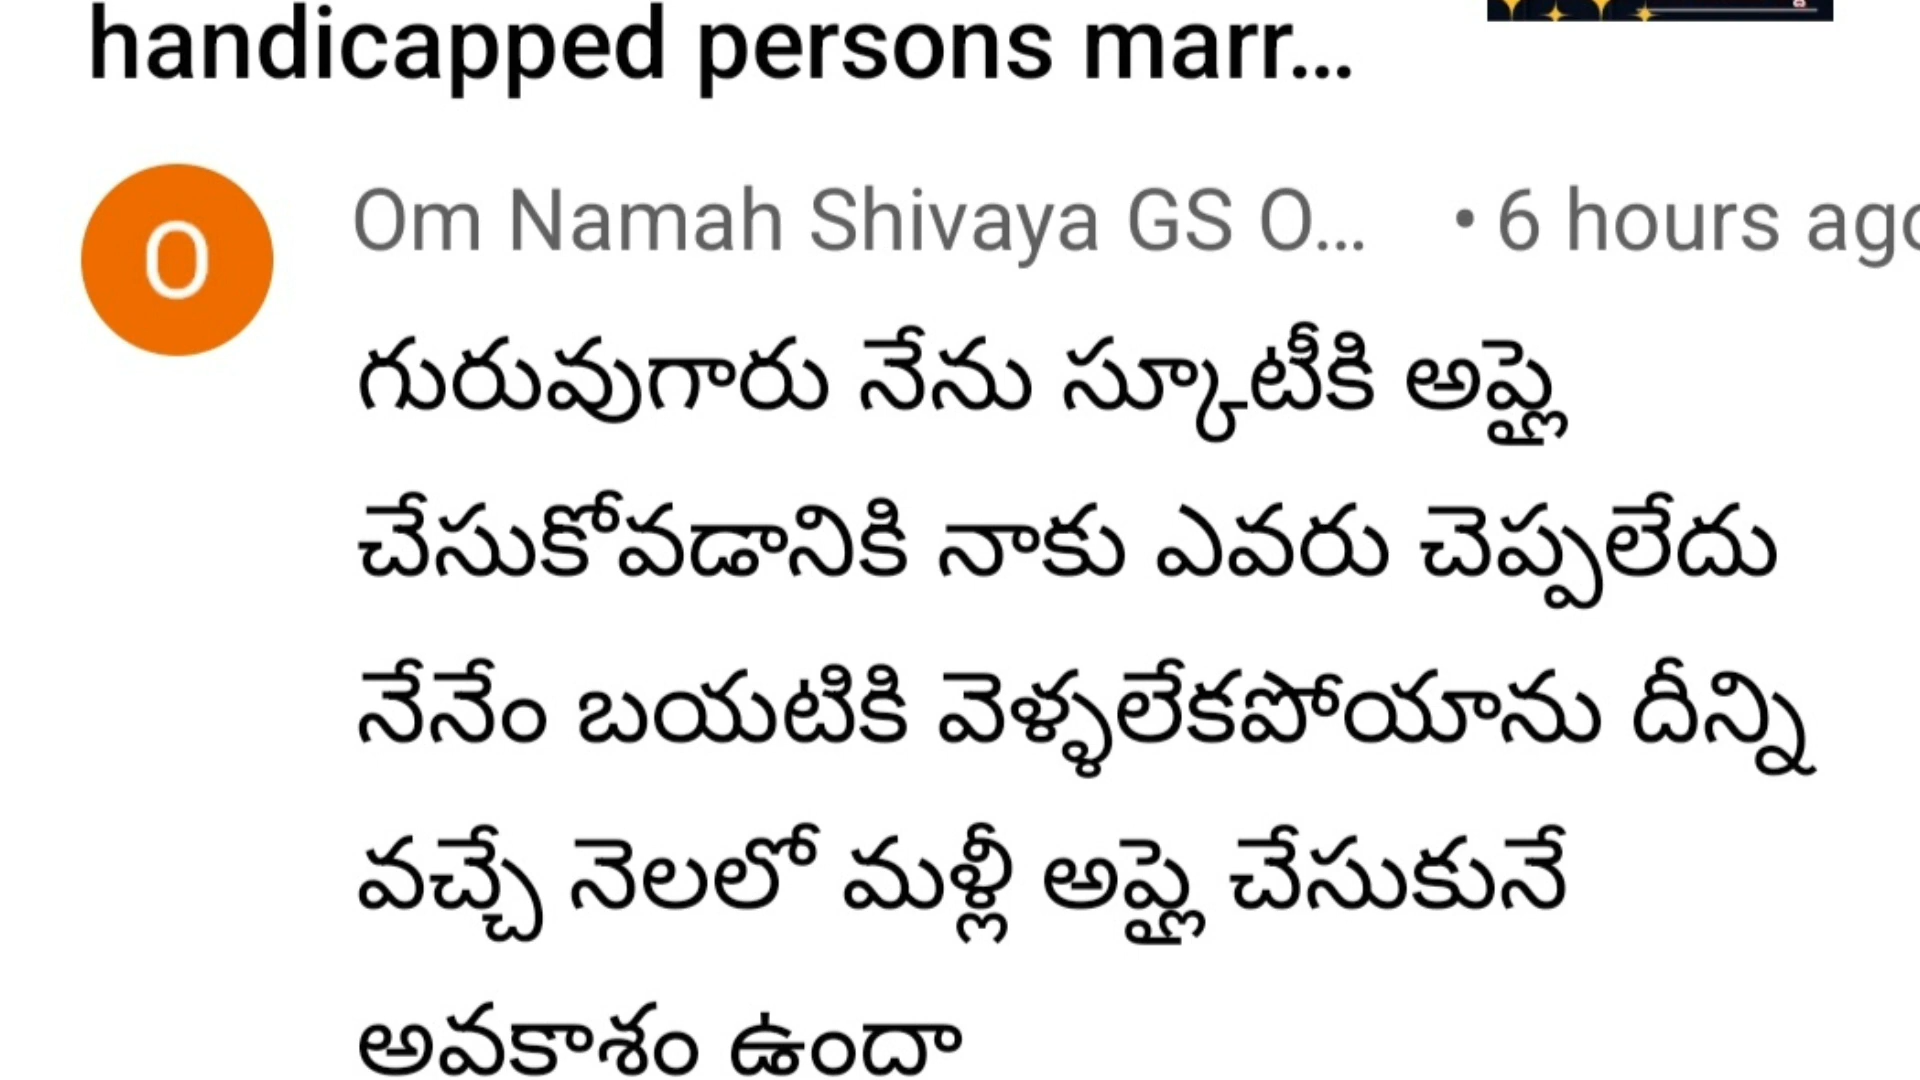 handicapped persons marr...
O
Om Namah Shivaya GS O... • 6 hours ago
గురువుగారు నేను స్కూటీకి అప్లై
చేసుకోవడానికి నాకు ఎవరు చెప్పలేదు
నేనేం బయటికి వెళ్ళలేకపోయాను దీన్ని
వచ్చే నెలలో మళ్లీ అప్లై చేసుకునే
అవకాశం ఉందా